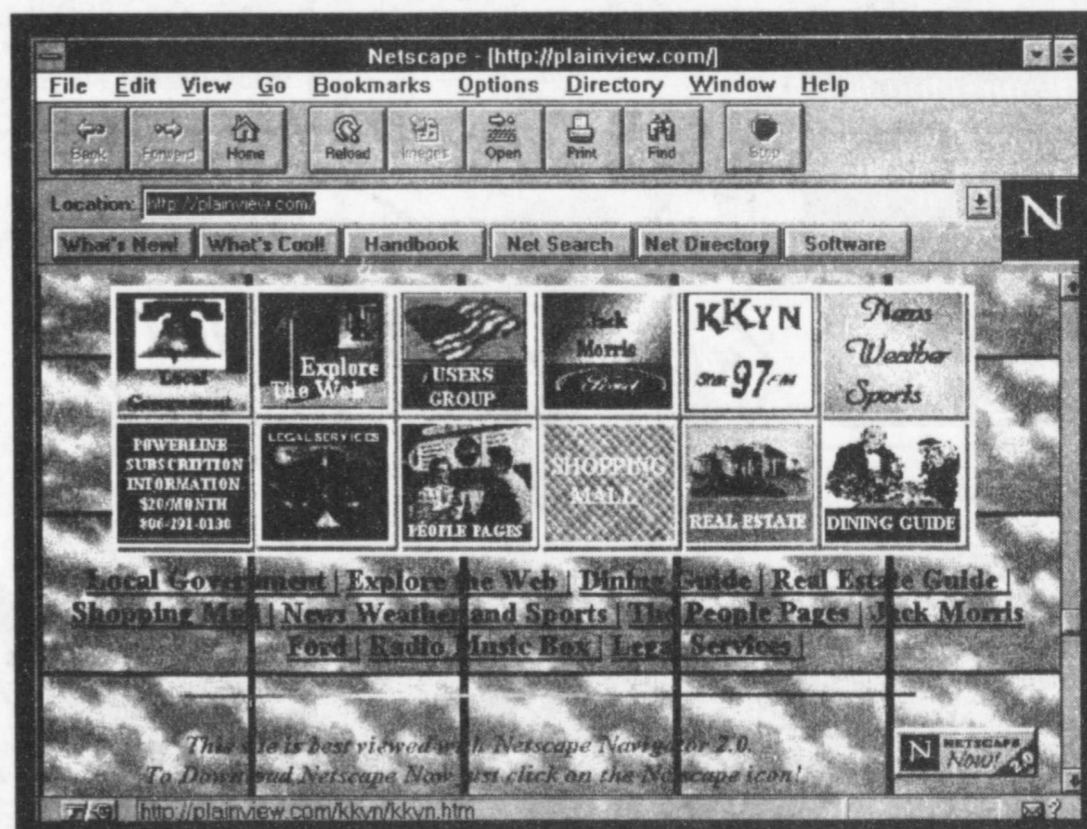 Netscape - [http://plainview.com/]
File Edit View Go Bookmarks Options Directory Window Help
Back Forward Home Reload Images Open Print Find Stop
Location: http://plainview.com/
N
What's New! What's Cool! Handbook Net Search Net Directory Software
Local
Government
Explore
The Web
USERS
GROUP
Jack
Morris
Ford
KKYN
97
News
Weather
Sports
POWERLINE
SUBSCRIPTION
INFORMATION
$20/MONTH
806-291-0130
LEGAL SERVICES
PEOPLE PAGES
SHOPPING
MALL
REAL ESTATE
DINING GUIDE
Local Government | Explore the Web | Dining Guide | Real Estate Guide |
Shopping Mall | News Weather and Sports | The People Pages | Jack Morris
Ford | Radio Music Box | Legal Services |
This site is best viewed with Netscape Navigator 2.0.
To Download Netscape Now just click on the Netscape icon!
N NETSCAPE
NOW! 2.0
http://plainview.com/kkyn/kkyn.htm